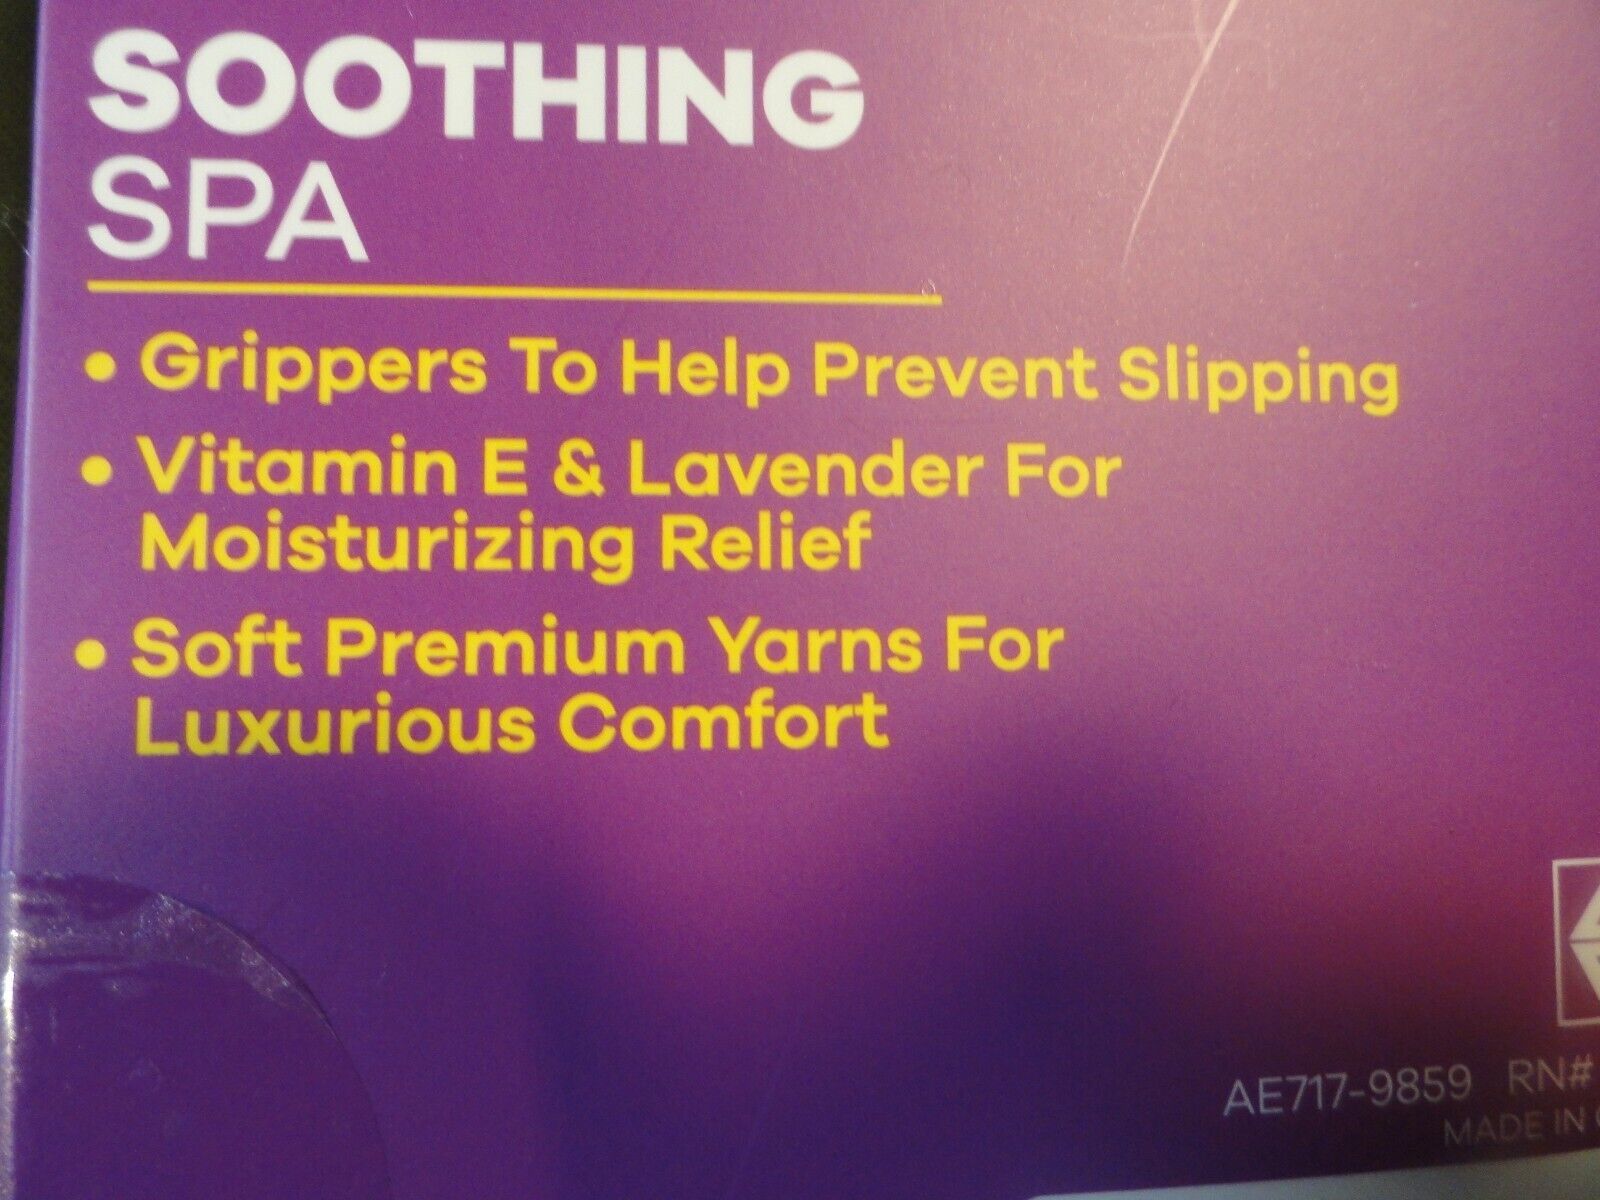 SOOTHING
SPA
• Grippers To Help Prevent Slipping
• Vitamin E & Lavender For
Moisturizing Relief
• Soft Premium Yarns For
Luxurious Comfort
AE717-9859 RN#
MADE IN